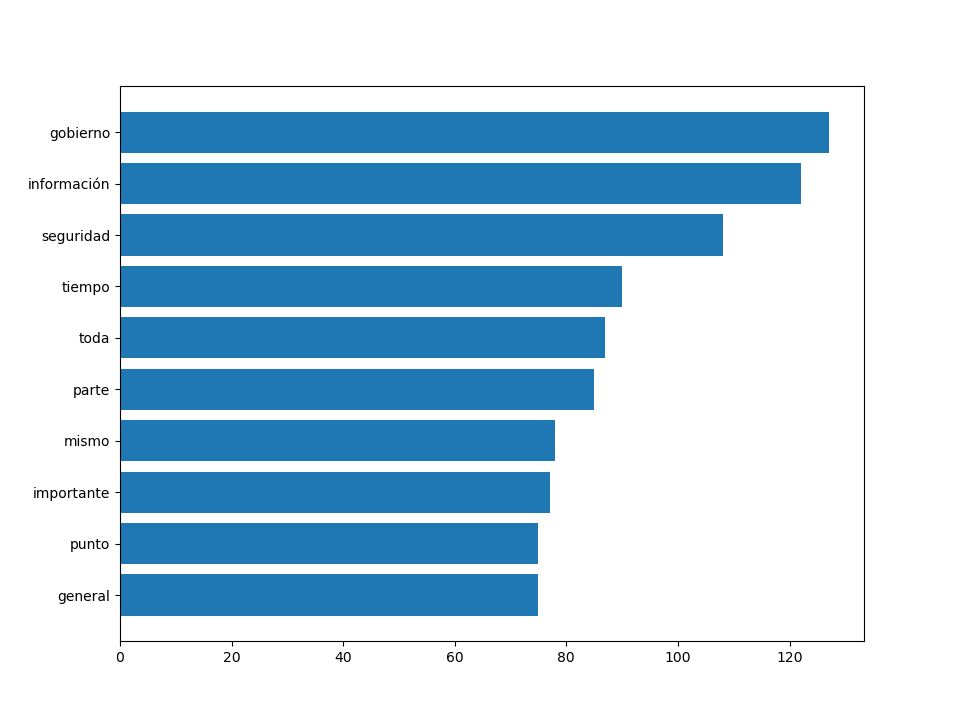 gobierno
información
seguridad
tiempo
toda
parte
mismo
importante
punto
general
0 20 40 60 80 100 120